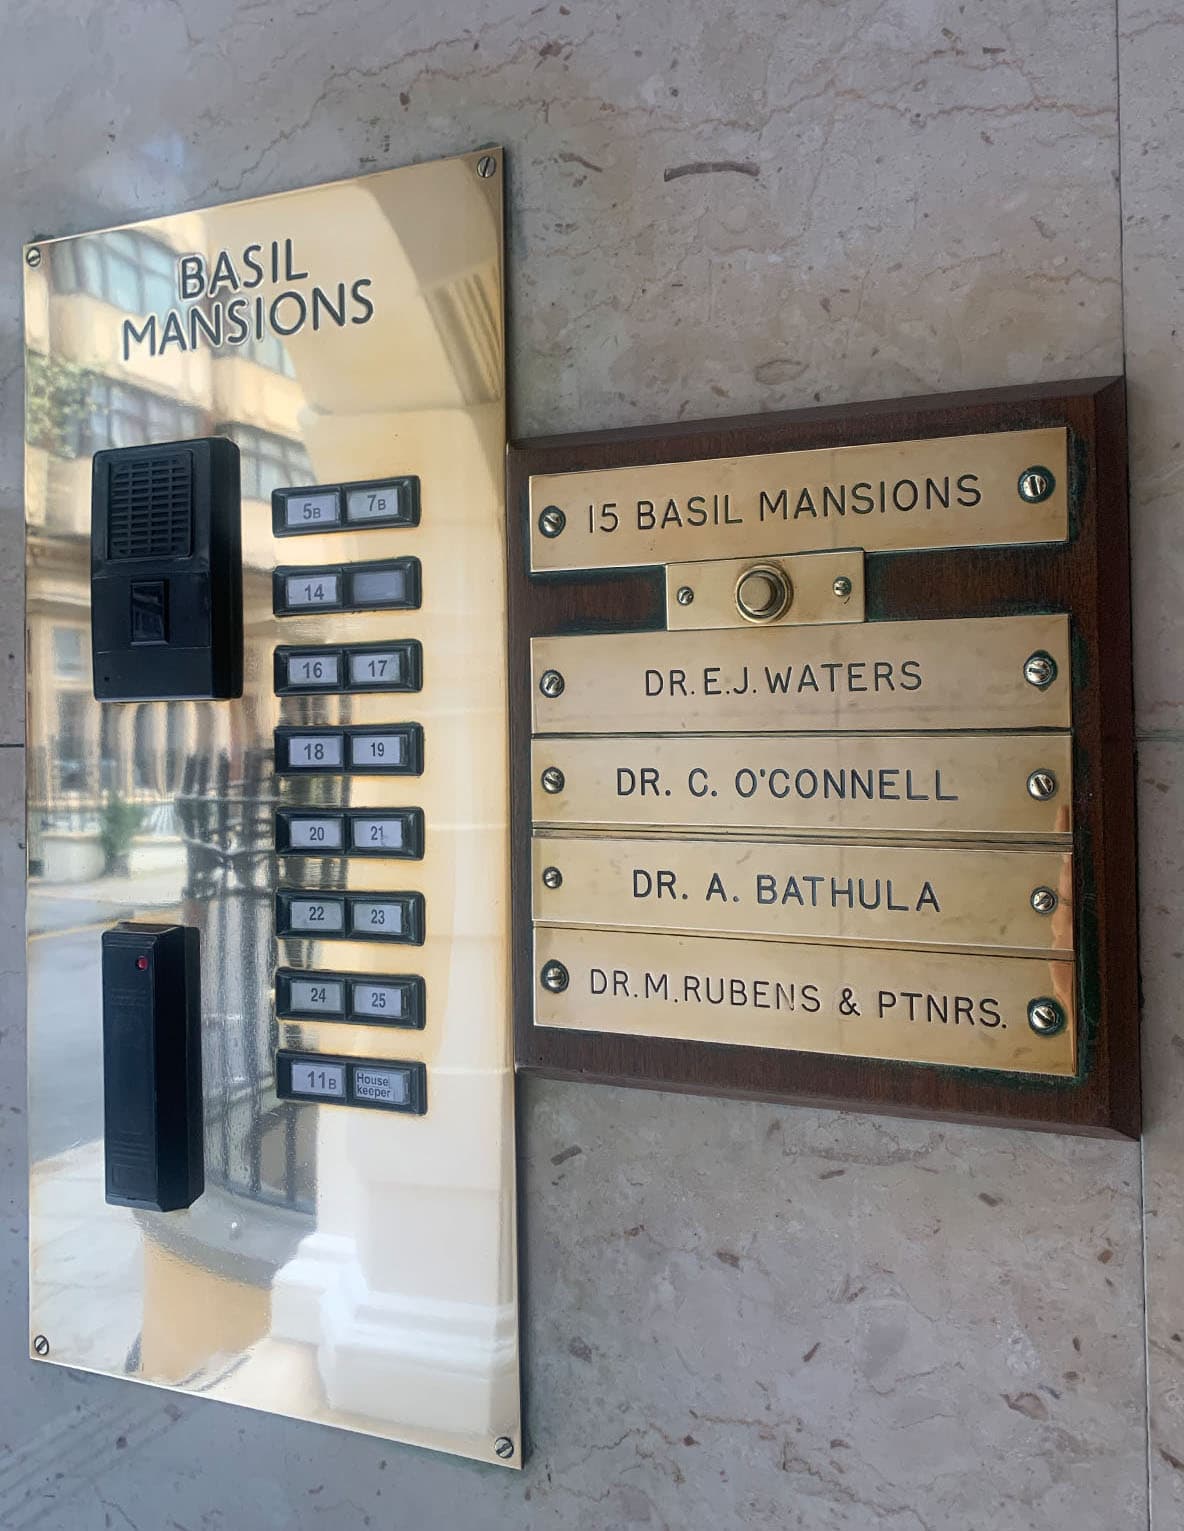 BASIL
MANSIONS
5B 7B
14
16 17
18 19
20 21
22 23
24 25
11B House
keeper
15 BASIL MANSIONS
DR. E.J. WATERS
DR. C. O'CONNELL
DR. A. BATHULA
DR. M. RUBENS & PTNRS.